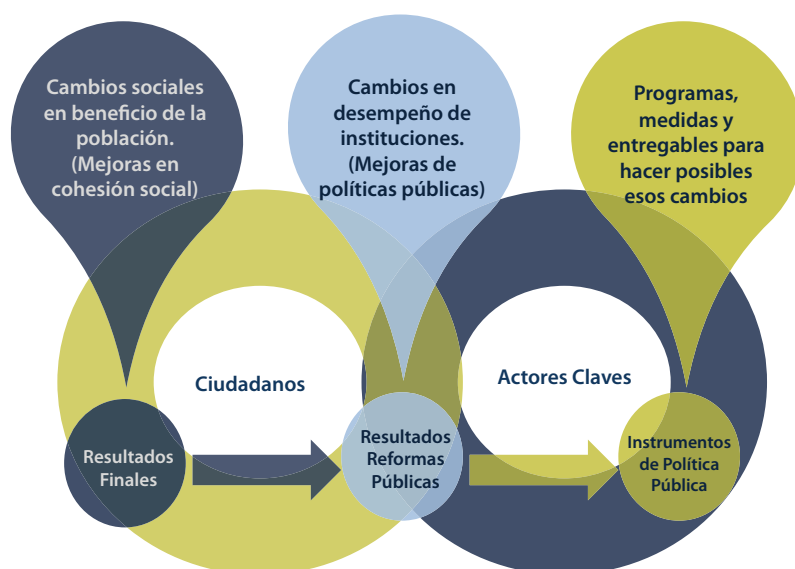 Cambios sociales
en beneficio de la
población.
(Mejoras en
cohesión social)
Cambios en
desempeño de
instituciones.
(Mejoras de
políticas públicas)
Programas,
medidas y
entregables para
hacer posibles
esos cambios
Ciudadanos
Actores Claves
Resultados
Finales
Resultados
Reformas
Públicas
Instrumentos
de Política
Pública